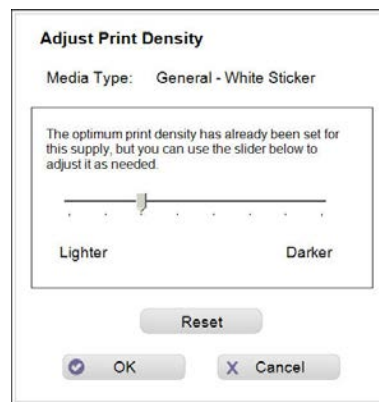 Adjust Print Density
Media Type: General - White Sticker
The optimum print density has already been set for
this supply, but you can use the slider below to
adjust it as needed.
Lighter Darker
Reset
OK X Cancel